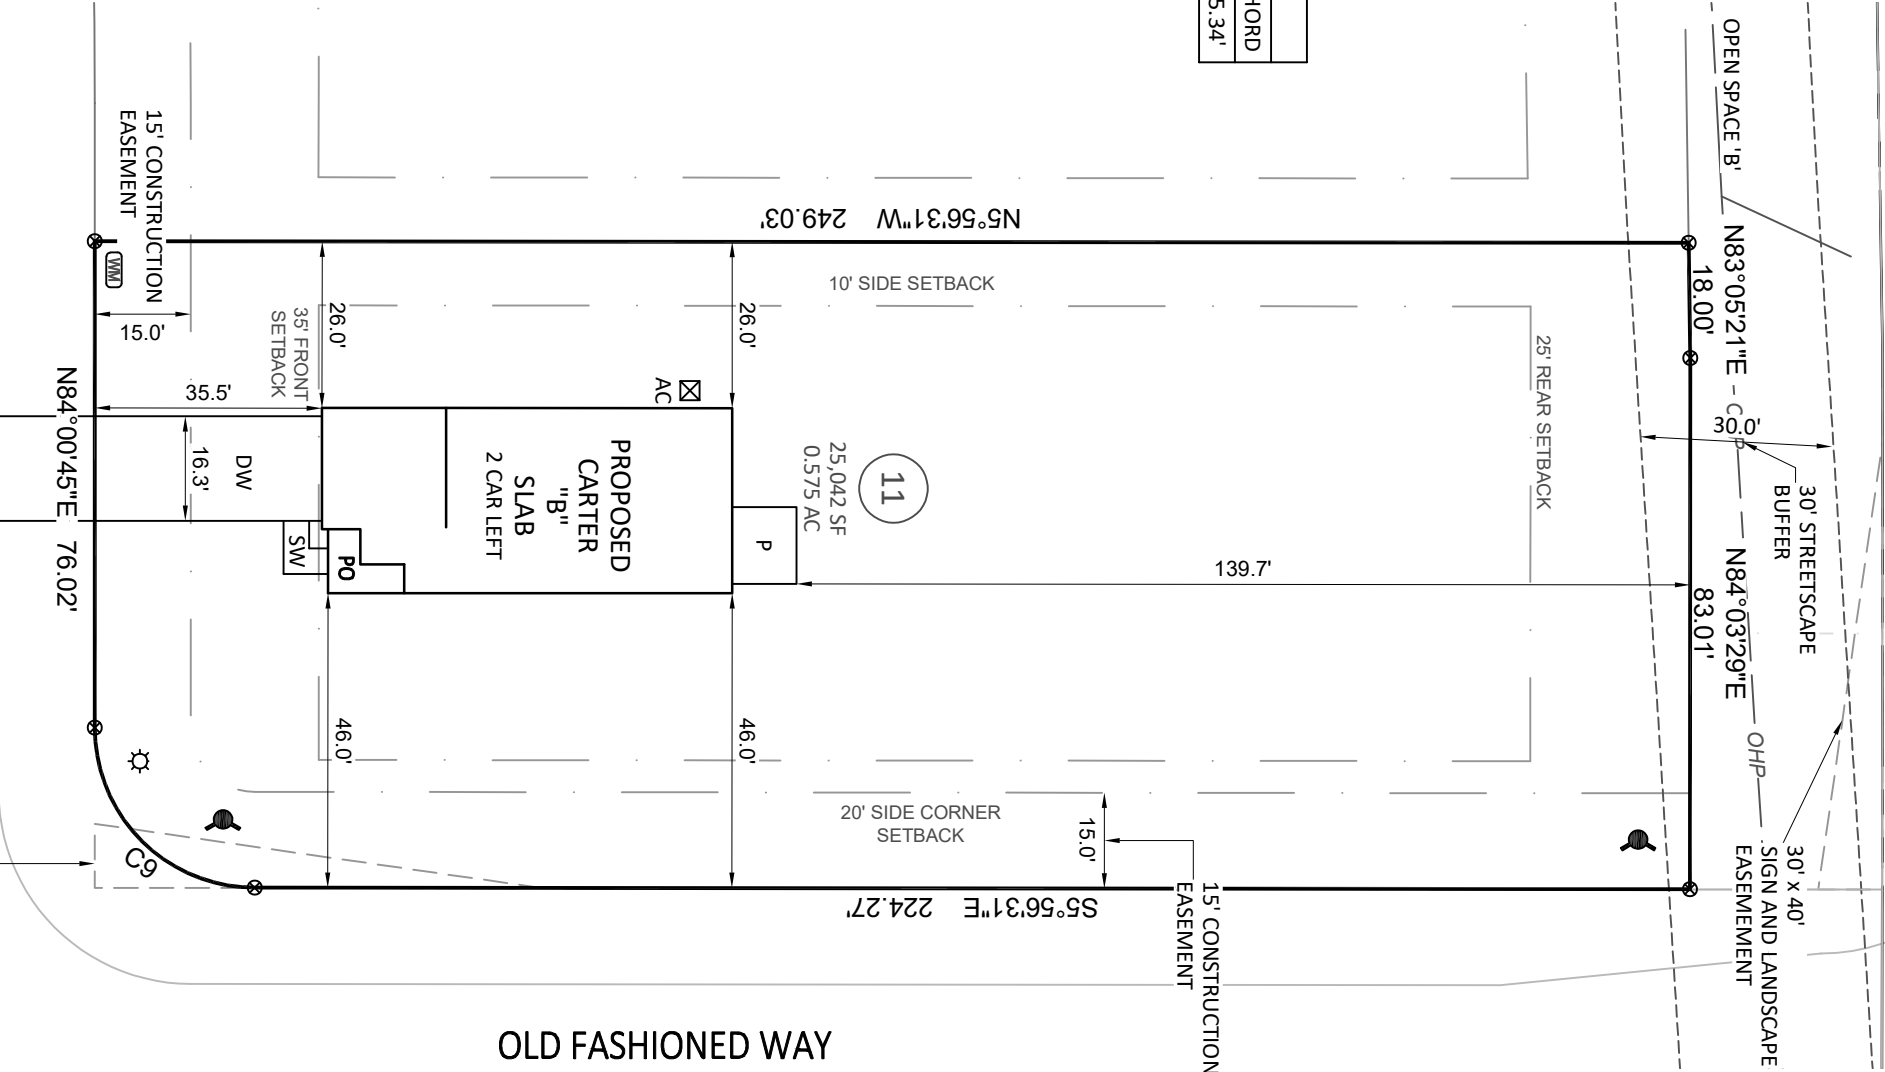 HORD
5.34'
OPEN SPACE 'B'
15' CONSTRUCTION
EASEMENT
N5°56'31"W 249.03'
N83°05'21"E
18.00'
WM
15.0'
35' FRONT
SETBACK
26.0'
10' SIDE SETBACK
26.0'
25' REAR SETBACK
30.0'
30' STREETSCAPE
BUFFER
N84°00'45"E 76.02'
35.5'
16.3'
DW
SW
PO
AC
PROPOSED
CARTER
"B"
SLAB
2 CAR LEFT
P
11
25,042 SF
0.575 AC
139.7'
N84°03'29"E
83.01'
OHP
46.0'
46.0'
20' SIDE CORNER
SETBACK
15.0'
15' CONSTRUCTION
EASEMENT
30' x 40'
SIGN AND LANDSCAPE
EASEMEMENT
C9
S5°56'31"E 224.27'
OLD FASHIONED WAY